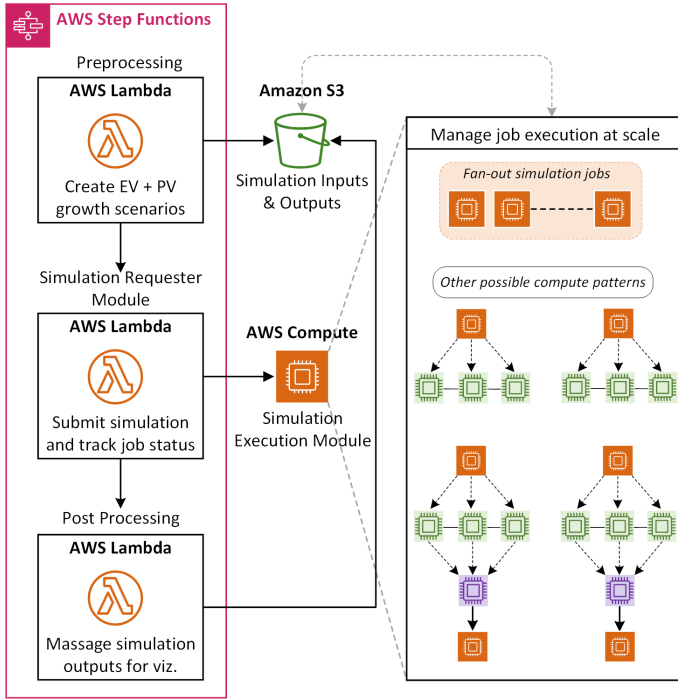 AWS Step Functions
Preprocessing
AWS Lambda
Create EV + PV
growth scenarios
Simulation Requester
Module
AWS Lambda
Submit simulation
and track job status
Post Processing
AWS Lambda
Massage simulation
outputs for viz.
Amazon S3
Simulation Inputs
& Outputs
AWS Compute
Simulation
Execution Module
Manage job execution at scale
Fan-out simulation jobs
Other possible compute patterns